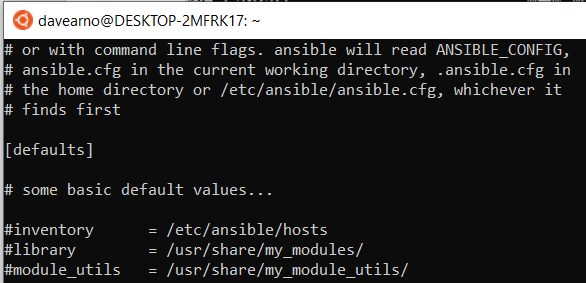 davearno@DESKTOP-2MFRK17: ~
# or with command line flags. ansible will read ANSIBLE_CONFIG,
# ansible.cfg in the current working directory, .ansible.cfg in
# the home directory or /etc/ansible/ansible.cfg, whichever it
# finds first
[defaults]
# some basic default values...
#inventory      = /etc/ansible/hosts
#library        = /usr/share/my_modules/
#module_utils   = /usr/share/my_module_utils/